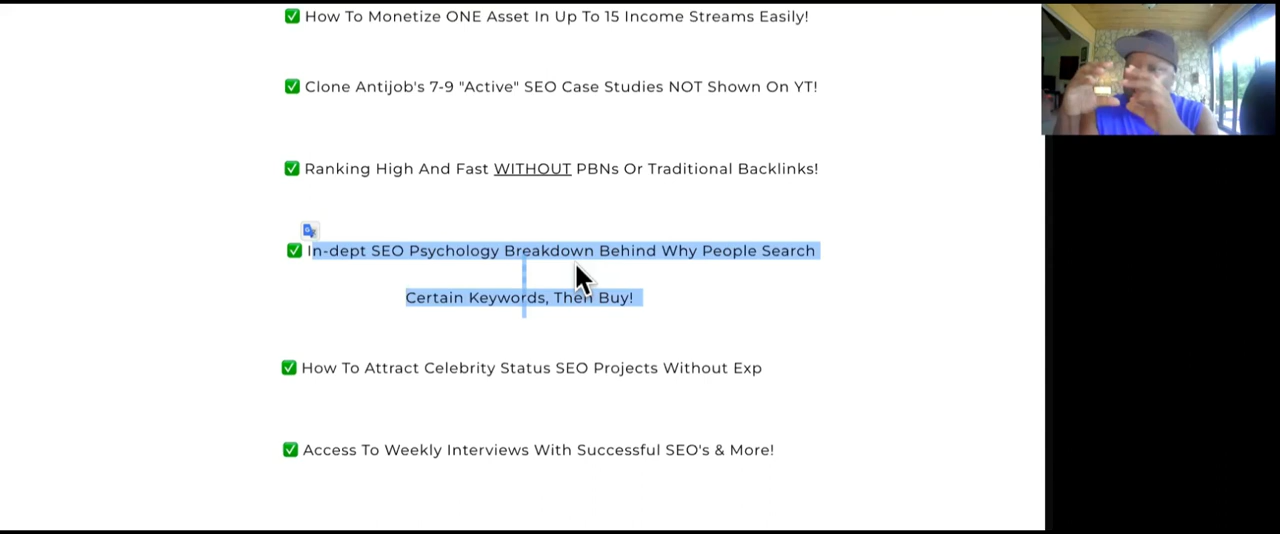 ✅ How To Monetize ONE Asset In Up To 15 Income Streams Easily!
✅ Clone Antijob's 7-9 "Active" SEO Case Studies NOT Shown On YT!
✅ Ranking High And Fast WITHOUT PBNs Or Traditional Backlinks!
✅ In-dept SEO Psychology Breakdown Behind Why People Search
Certain Keywords, Then Buy!
✅ How To Attract Celebrity Status SEO Projects Without Exp
✅ Access To Weekly Interviews With Successful SEO's & More!